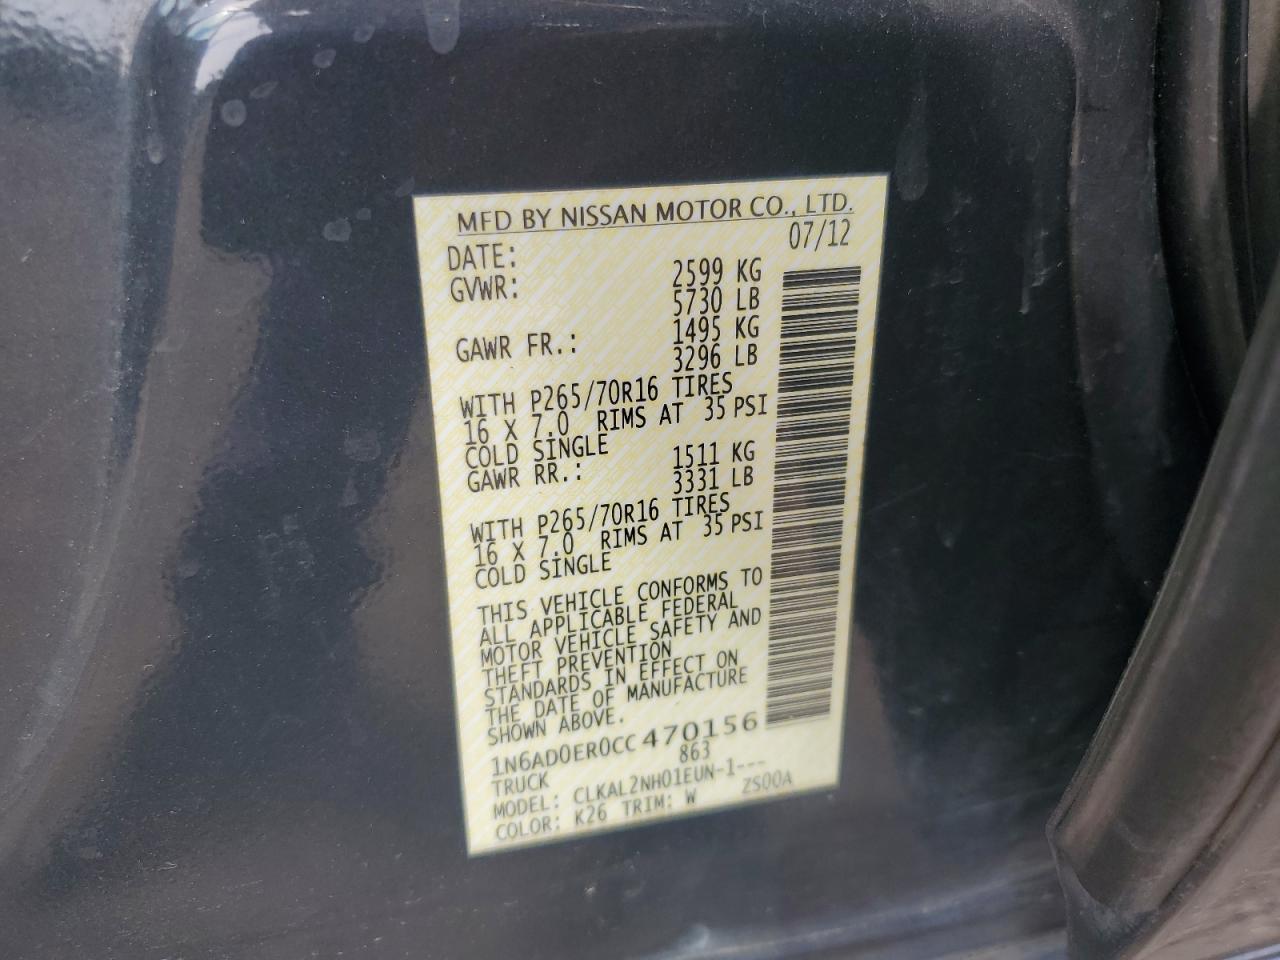 MFD BY NISSAN MOTOR CO., LTD.
DATE: 07/12
GVWR: 2599 KG
5730 LB
GAWR FR.: 1495 KG
3296 LB
WITH P265/70R16 TIRES
16 X 7.0 RIMS AT 35 PSI
COLD SINGLE
GAWR RR.: 1511 KG
3331 LB
WITH P265/70R16 TIRES
16 X 7.0 RIMS AT 35 PSI
COLD SINGLE
THIS VEHICLE CONFORMS TO
ALL APPLICABLE FEDERAL
MOTOR VEHICLE SAFETY AND
THEFT PREVENTION
STANDARDS IN EFFECT ON
THE DATE OF MANUFACTURE
SHOWN ABOVE.
1N6AD0ER0CC470156
TRUCK 863
MODEL: CLKAL2NH01EUN-1---
COLOR: K26 TRIM: W ZS00A